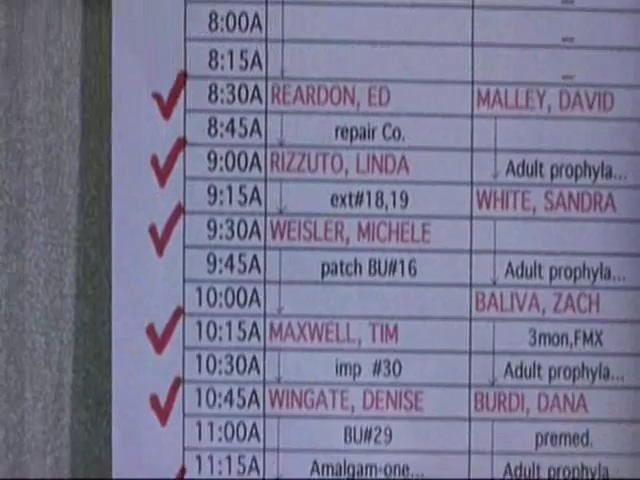 8:00A
8:15A
8:30A REARDON, ED MALLEY, DAVID
8:45A repair Co.
9:00A RIZZUTO, LINDA Adult prophyla...
9:15A ext#18,19 WHITE, SANDRA
9:30A WEISLER, MICHELE
9:45A patch BU#16 Adult prophyla...
10:00A BALIVA, ZACH
10:15A MAXWELL, TIM 3mon,FMX
10:30A imp #30 Adult prophyla...
10:45A WINGATE, DENISE BURDI, DANA
11:00A BU#29 premed.
11:15A Amalgam-one... Adult prophyla...